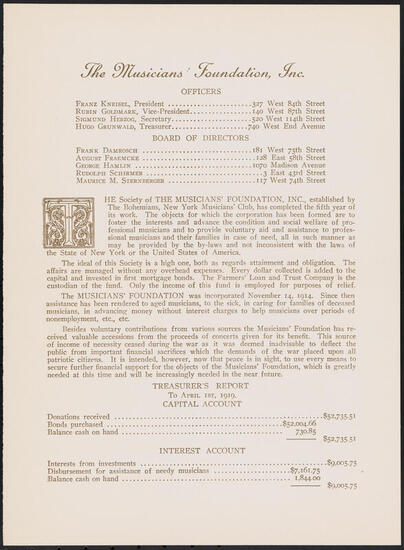 The Musicians' Foundation, Inc.
OFFICERS
FRANZ KNEISEL, President ........................327 West 84th Street
RUBIN GOLDMARK, Vice-President..................140 West 87th Street
SIGMUND HERZOG, Secretary.......................520 West 114th Street
HUGO GRUNWALD, Treasurer.......................740 West End Avenue
BOARD OF DIRECTORS
FRANK DAMROSCH ................................181 West 75th Street
AUGUST FRAEMCKE ................................128 East 58th Street
GEORGE HAMLIN ................................1070 Madison Avenue
RUDOLPH SCHIRMER ................................3 East 43rd Street
MAURICE M. STERNBERGER .........................117 West 74th Street
THE Society of THE MUSICIANS' FOUNDATION, INC., established by
The Bohemians, New York Musicians' Club, has completed the fifth year of
its work. The objects for which the corporation has been formed are to
foster the interests and advance the condition and social welfare of pro-
fessional musicians and to provide voluntary aid and assistance to profes-
sional musicians and their families in case of need, all in such manner as
may be provided by the by-laws and not inconsistent with the laws of
the State of New York or the United States of America.
The ideal of this Society is a high one, both as regards attainment and obligation. The
affairs are managed without any overhead expenses. Every dollar collected is added to the
capital and invested in first mortgage bonds. The Farmers' Loan and Trust Company is the
custodian of the fund. Only the income of this fund is employed for purposes of relief.
The MUSICIANS' FOUNDATION was incorporated November 14, 1914. Since then
assistance has been rendered to aged musicians, to the sick, in caring for families of deceased
musicians, in advancing money without interest charges to help musicians over periods of
nonemployment, etc., etc.
Besides voluntary contributions from various sources the Musicians' Foundation has re-
ceived valuable accessions from the proceeds of concerts given for its benefit. This source
of income of necessity ceased during the war as it was deemed inadvisable to deflect the
public from important financial sacrifices which the demands of the war placed upon all
patriotic citizens. It is intended, however, now that peace is in sight, to use every means to
secure further financial support for the objects of the Musicians' Foundation, which is greatly
needed at this time and will be increasingly needed in the near future.
TREASURER'S REPORT
TO APRIL 1ST, 1919.
CAPITAL ACCOUNT
Donations received ................................................$52,735.51
Bonds purchased ........................................$52,004.66
Balance cash on hand ....................................730.85
$52,735.51
INTEREST ACCOUNT
Interests from investments ........................................$9,005.75
Disbursement for assistance of needy musicians ....................$7,161.75
Balance cash on hand ....................................1,844.00
$9,005.75